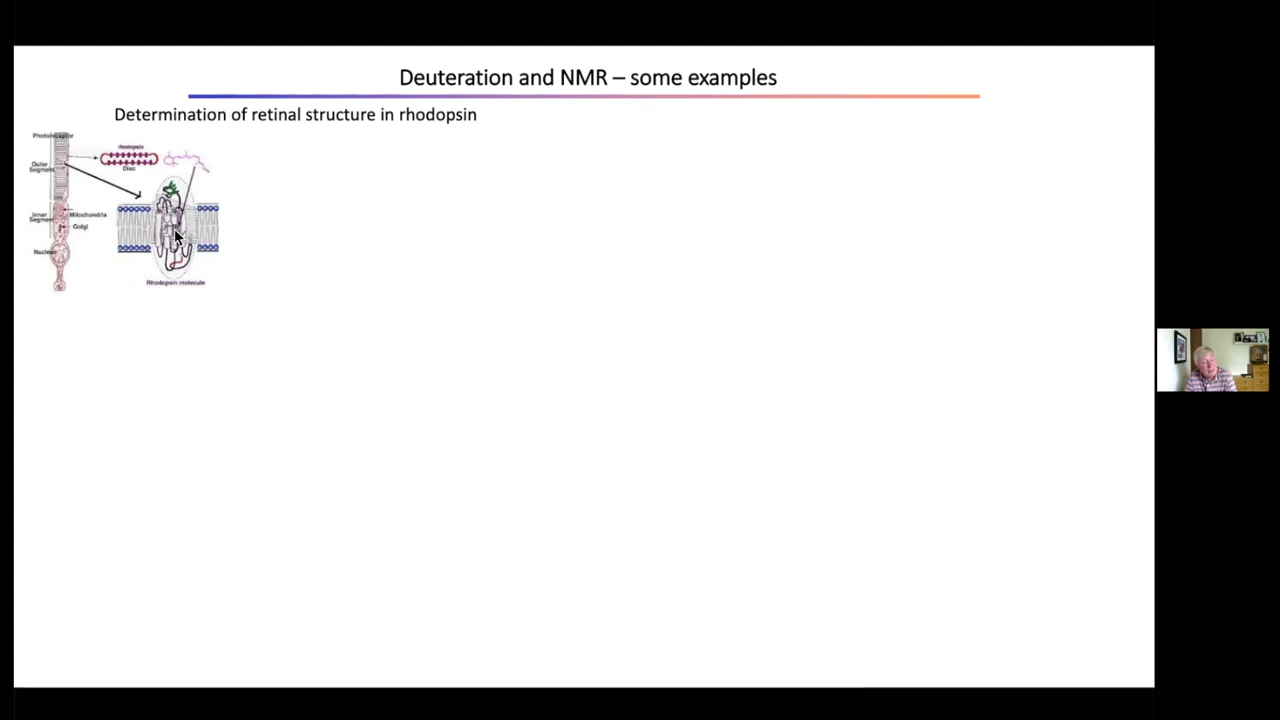 Deuteration and NMR – some examples
Determination of retinal structure in rhodopsin
Photoreceptor
rhodopsin
Outer
Segment
Disc
Inner
Segment
Mitochondria
Golgi
Nucleus
Rhodopsin molecule